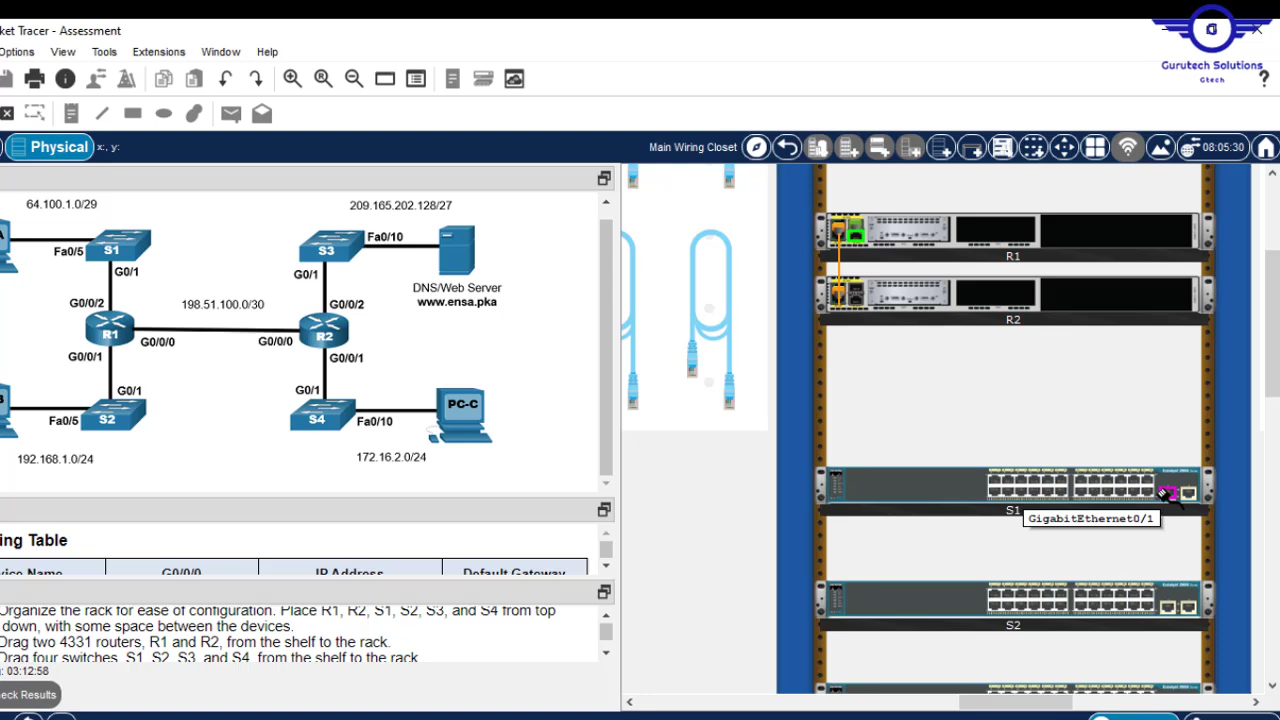 ket Tracer - Assessment
Options View Tools Extensions Window Help
Gurutech Solutions
Gtech
?
Physical x:, y:
Main Wiring Closet
08:05:30
64.100.1.0/29
209.165.202.128/27
A
S1
Fa0/5
G0/1
S3
Fa0/10
G0/1
DNS/Web Server
www.ensa.pka
G0/0/2
198.51.100.0/30
G0/0/2
R1
G0/0/0
G0/0/0
R2
G0/0/1
G0/0/1
G0/1
G0/1
B
Fa0/5
S2
S4
Fa0/10
PC-C
192.168.1.0/24
172.16.2.0/24
ing Table
vice Name G0/0/0 IP Address Default Gateway
Organize the rack for ease of configuration. Place R1, R2, S1, S2, S3, and S4 from top
down, with some space between the devices.
Drag two 4331 routers, R1 and R2, from the shelf to the rack.
Drag four switches, S1, S2, S3, and S4, from the shelf to the rack
: 03:12:58
heck Results
R1
R2
S1
GigabitEthernet0/1
S2